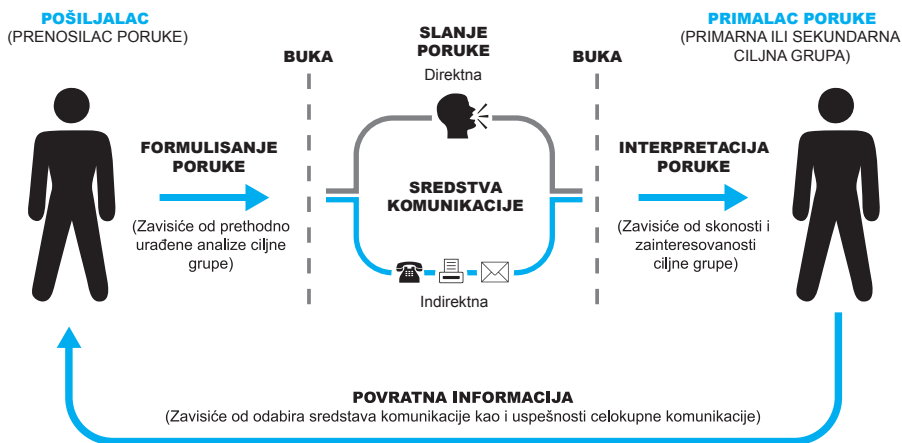 POŠILJALAC
(PRENOSILAC PORUKE)
BUKA
SLANJE
PORUKE
Direktna
BUKA
PRIMALAC PORUKE
(PRIMARNA ILI SEKUNDARNA
CILJNA GRUPA)
FORMULISANJE
PORUKE
(Zavisiće od prethodno
urađene analize ciljne
grupe)
SREDSTVA
KOMUNIKACIJE
Indirektna
INTERPRETACIJA
PORUKE
(Zavisiće od skonosti i
zainteresovanosti
ciljne grupe)
POVRATNA INFORMACIJA
(Zavisiće od odabira sredstava komunikacije kao i uspešnosti celokupne komunikacije)